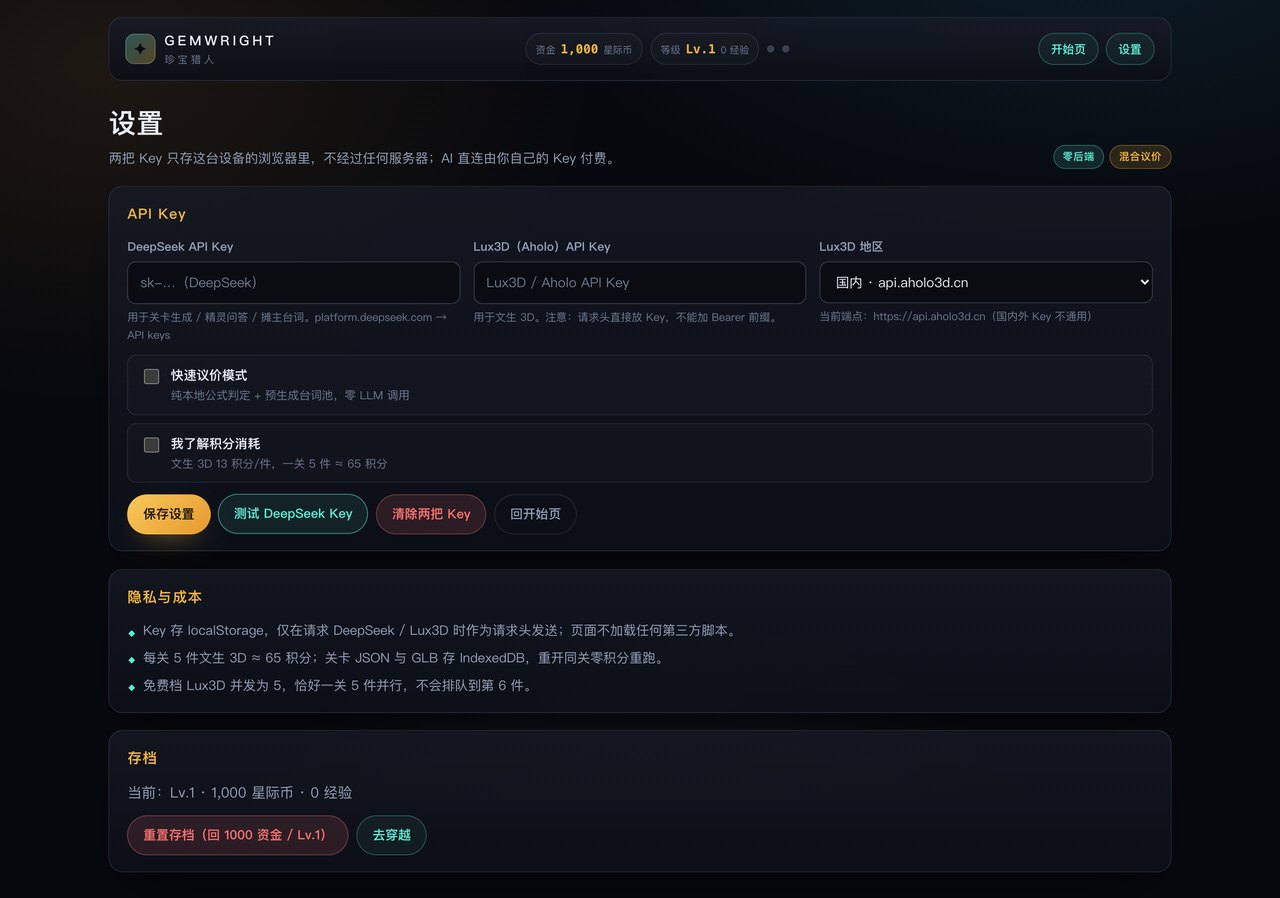 GEMWRIGHT
珍宝猎人
资金 1,000 星际币
等级 Lv.1 0 经验
开始页
设置
设置
两把 Key 只存这台设备的浏览器里，不经过任何服务器；AI 直连由你自己的 Key 付费。
零后端
混合议价
API Key
DeepSeek API Key
sk-...（DeepSeek）
用于关卡生成 / 精灵问答 / 摊主台词。platform.deepseek.com →
API keys
Lux3D（Aholo）API Key
Lux3D / Aholo API Key
用于文生 3D。注意：请求头直接放 Key，不能加 Bearer 前缀。
Lux3D 地区
国内 · api.aholo3d.cn
当前端点：https://api.aholo3d.cn（国内外 Key 不通用）
快速议价模式
纯本地公式判定 + 预生成台词池，零 LLM 调用
我了解积分消耗
文生 3D 13 积分/件，一关 5 件 ≈ 65 积分
保存设置
测试 DeepSeek Key
清除两把 Key
回开始页
隐私与成本
Key 存 localStorage，仅在请求 DeepSeek / Lux3D 时作为请求头发送；页面不加载任何第三方脚本。
每关 5 件文生 3D ≈ 65 积分；关卡 JSON 与 GLB 存 IndexedDB，重开同关零积分重跑。
免费档 Lux3D 并发为 5，恰好一关 5 件并行，不会排队到第 6 件。
存档
当前：Lv.1 · 1,000 星际币 · 0 经验
重置存档（回 1000 资金 / Lv.1）
去穿越